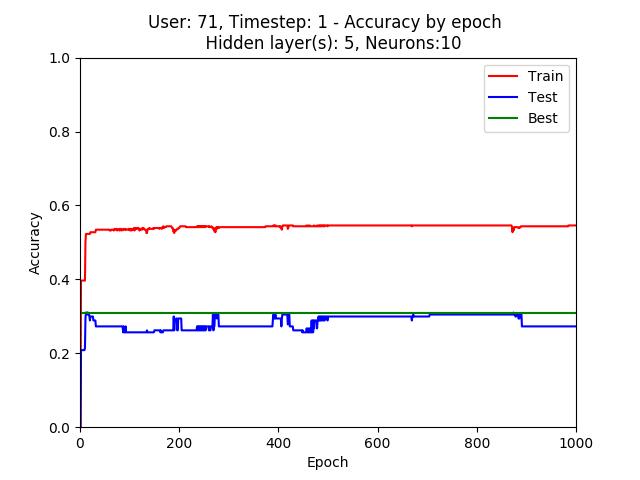 User: 71, Timestep: 1 - Accuracy by epoch
Hidden layer(s): 5, Neurons:10
Train
Test
Best
Accuracy
1.0
0.8
0.6
0.4
0.2
0.0
0 200 400 600 800 1000
Epoch